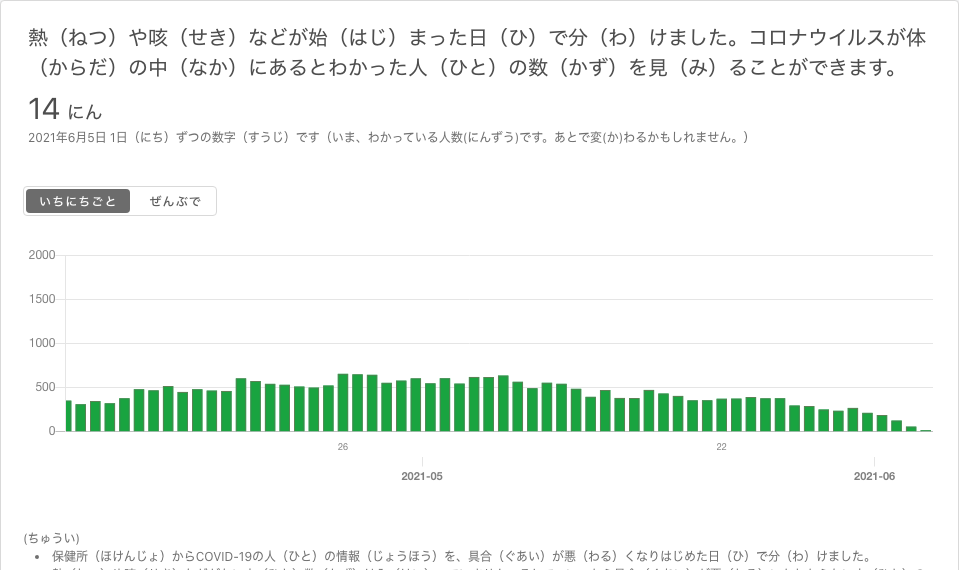 熱（ねつ）や咳（せき）などが始（はじ）まった日（ひ）で分（わ）けました。コロナウイルスが体
（からだ）の中（なか）にあるとわかった人（ひと）の数（かず）を見（み）ることができます。
14 にん
2021年6月5日 1日（にち）ずつの数字（すうじ）です（いま、わかっている人数(にんずう)です。あとで変(か)わるかもしれません。）
いちにちごと ぜんぶで
2000
1500
1000
500
0
26 22
2021-05 2021-06
(ちゅうい)
• 保健所（ほけんじょ）からCOVID-19の人（ひと）の情報（じょうほう）を、具合（ぐあい）が悪（わる）くなりはじめた日（ひ）で分（わ）けました。